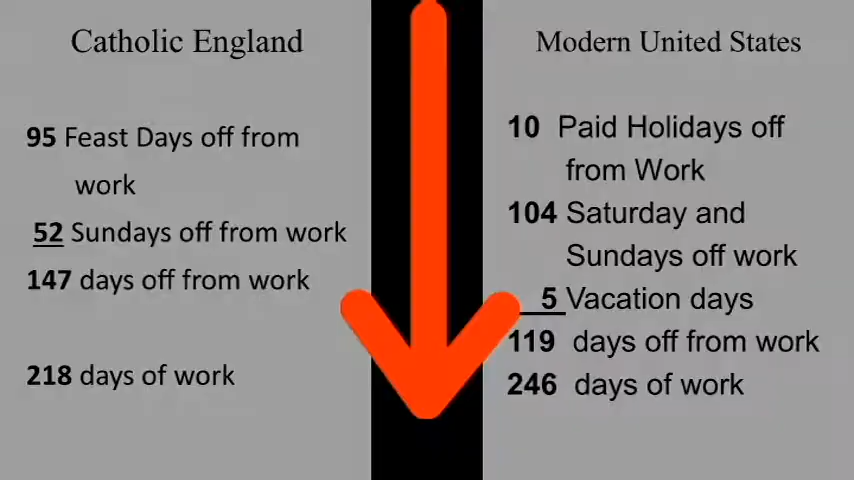 Catholic England
95 Feast Days off from
work
52 Sundays off from work
147 days off from work
218 days of work
Modern United States
10 Paid Holidays off
from Work
104 Saturday and
Sundays off work
5 Vacation days
119 days off from work
246 days of work